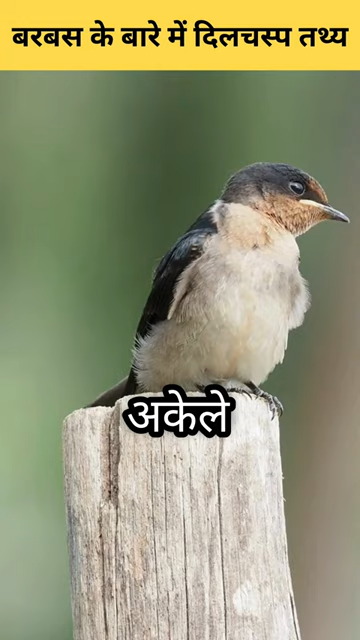 बरबस के बारे में दिलचस्प तथ्य
अकेले